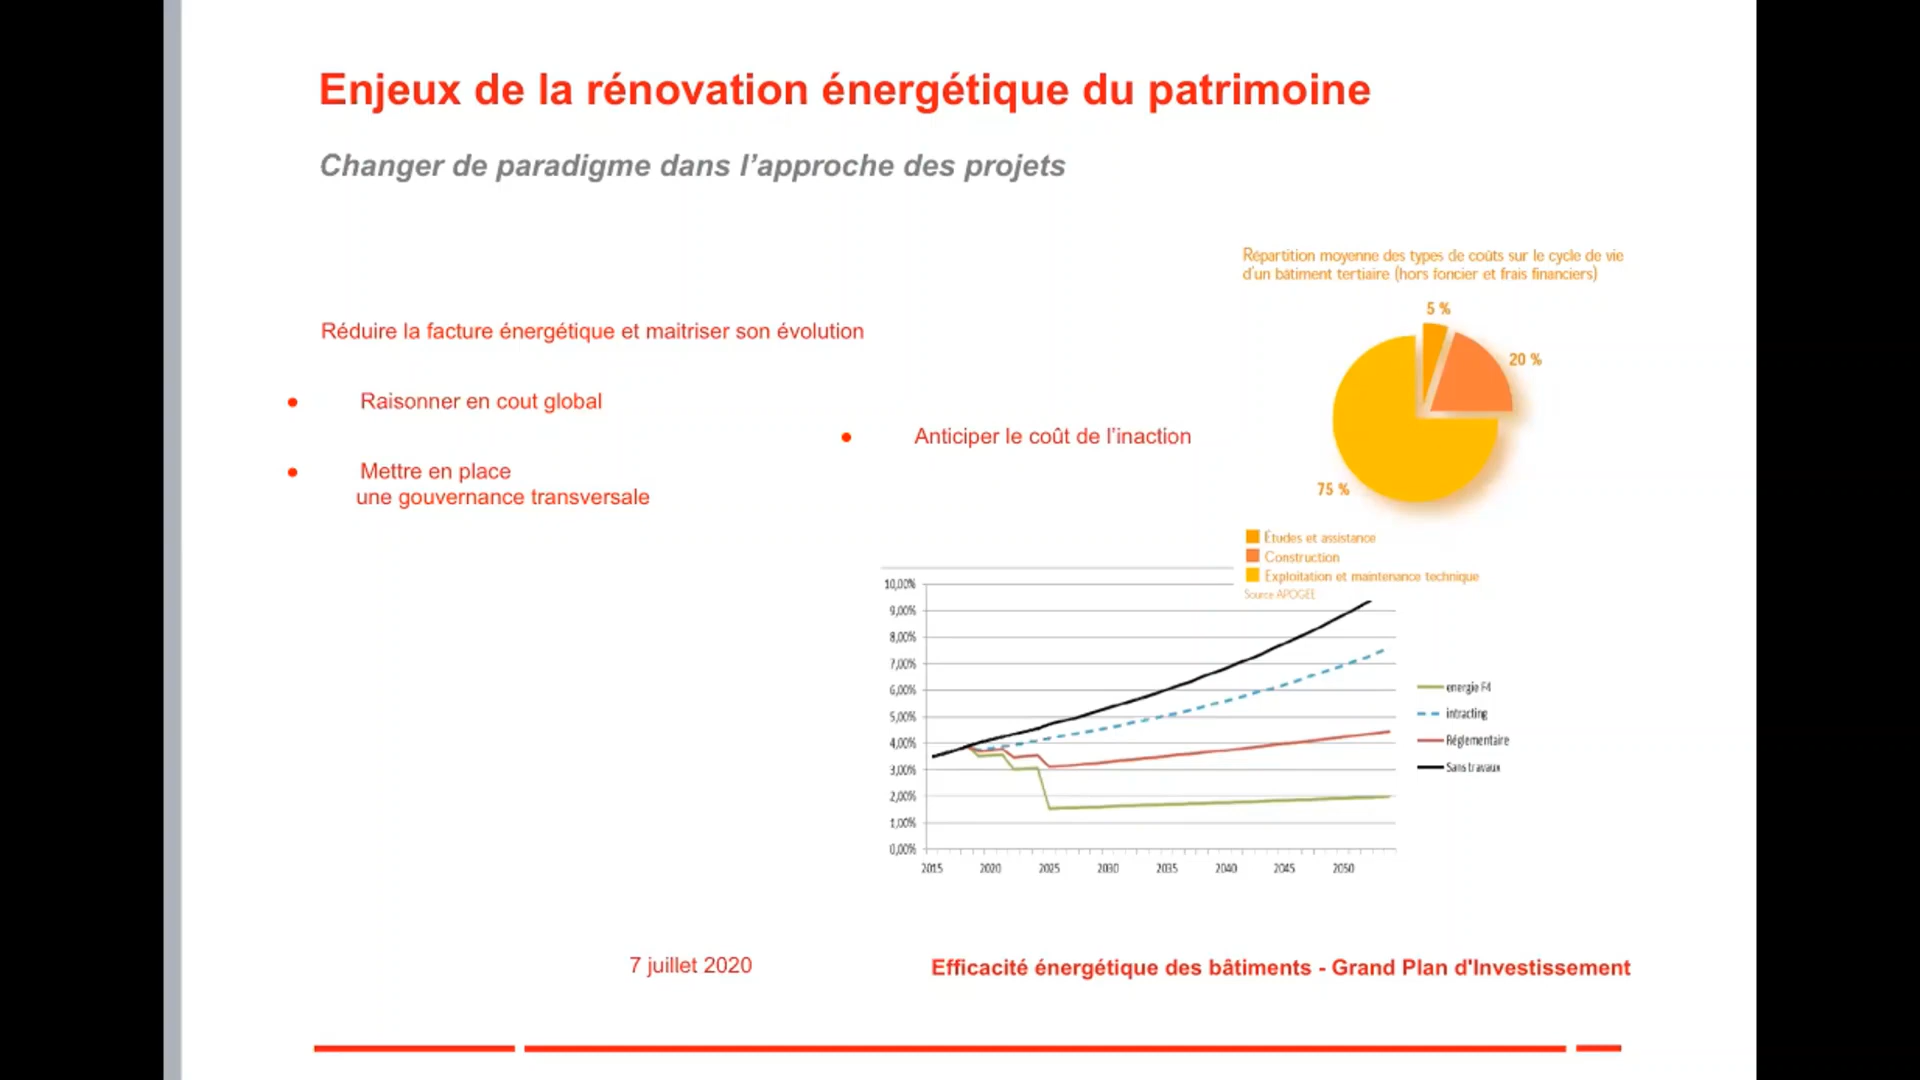 Enjeux de la rénovation énergétique du patrimoine
Changer de paradigme dans l’approche des projets
Réduire la facture énergétique et maitriser son évolution
Raisonner en cout global
Mettre en place
une gouvernance transversale
Anticiper le coût de l’inaction
Répartition moyenne des types de coûts sur le cycle de vie
d'un bâtiment tertiaire (hors foncier et frais financiers)
5 %
20 %
75 %
Études et assistance
Construction
Exploitation et maintenance technique
Source APOGEE
10,00%
9,00%
8,00%
7,00%
6,00%
5,00%
4,00%
3,00%
2,00%
1,00%
0,00%
2015 2020 2025 2030 2035 2040 2045 2050
energie F4
intracting
Réglementaire
Sans travaux
7 juillet 2020
Efficacité énergétique des bâtiments - Grand Plan d'Investissement